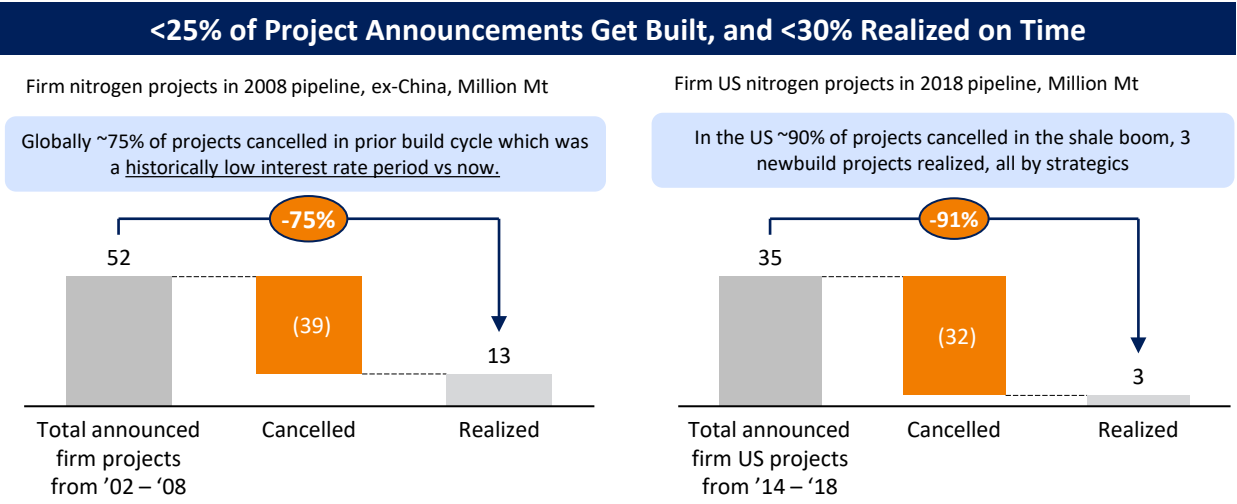 <25% of Project Announcements Get Built, and <30% Realized on Time
Firm nitrogen projects in 2008 pipeline, ex-China, Million Mt
Globally ~75% of projects cancelled in prior build cycle which was
a historically low interest rate period vs now.
-75%
52
(39)
13
Total announced
firm projects
from ’02 – ‘08
Cancelled
Realized
Firm US nitrogen projects in 2018 pipeline, Million Mt
In the US ~90% of projects cancelled in the shale boom, 3
newbuild projects realized, all by strategics
-91%
35
(32)
3
Total announced
firm US projects
from ’14 – ‘18
Cancelled
Realized